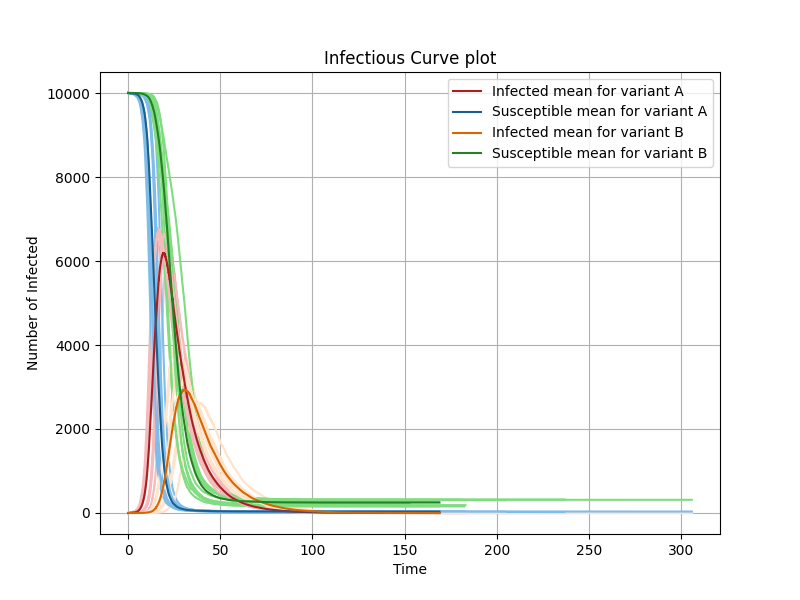 Infectious Curve plot
Infected mean for variant A
Susceptible mean for variant A
Infected mean for variant B
Susceptible mean for variant B
Number of Infected
10000
8000
6000
4000
2000
0
0 50 100 150 200 250 300
Time